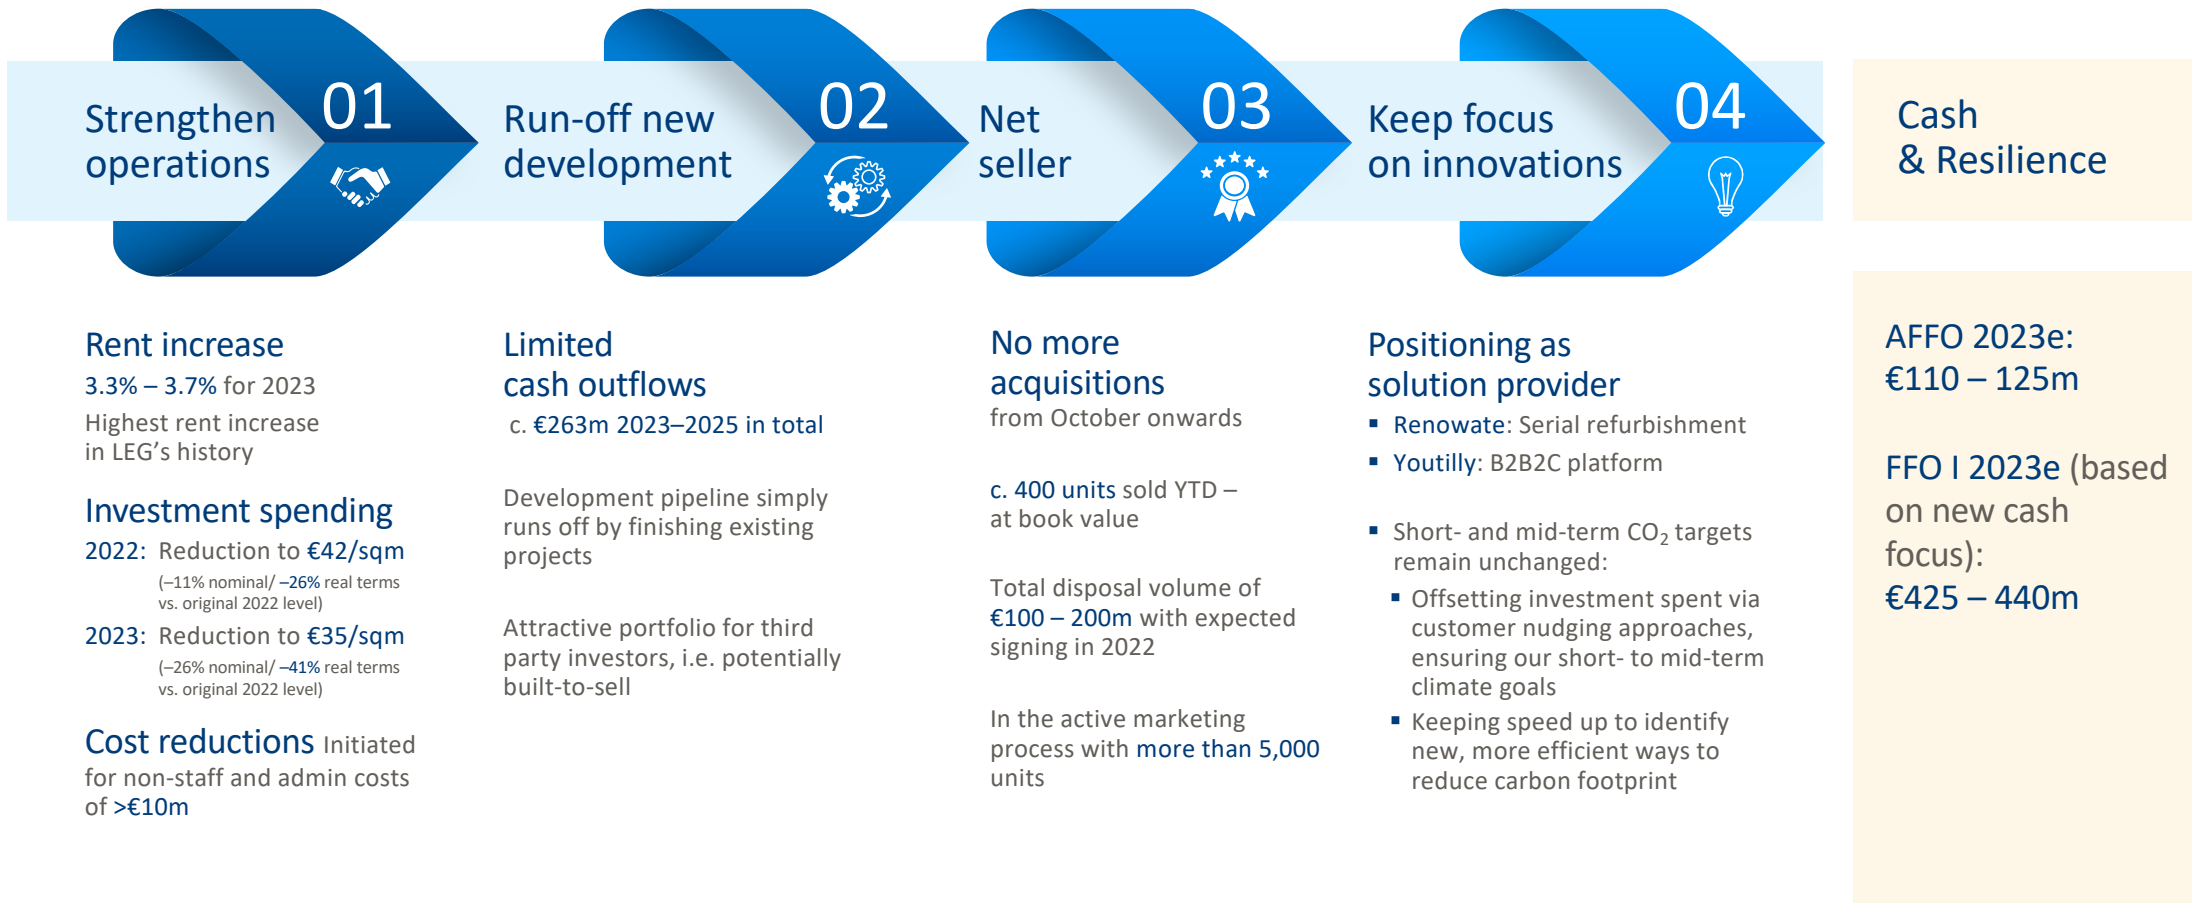 Strengthen
operations
01
Run-off new
development
02
Net
seller
03
Keep focus
on innovations
04
Cash
& Resilience
Rent increase
3.3% – 3.7% for 2023
Highest rent increase
in LEG’s history
Investment spending
2022: Reduction to €42/sqm
(–11% nominal/ –26% real terms
vs. original 2022 level)
2023: Reduction to €35/sqm
(–26% nominal/ –41% real terms
vs. original 2022 level)
Cost reductions Initiated
for non-staff and admin costs
of >€10m
Limited
cash outflows
c. €263m 2023–2025 in total
Development pipeline simply
runs off by finishing existing
projects
Attractive portfolio for third
party investors, i.e. potentially
built-to-sell
No more
acquisitions
from October onwards
c. 400 units sold YTD –
at book value
Total disposal volume of
€100 – 200m with expected
signing in 2022
In the active marketing
process with more than 5,000
units
Positioning as
solution provider
▪ Renowate: Serial refurbishment
▪ Youtilly: B2B2C platform
▪ Short- and mid-term CO₂ targets
remain unchanged:
▪ Offsetting investment spent via
customer nudging approaches,
ensuring our short- to mid-term
climate goals
▪ Keeping speed up to identify
new, more efficient ways to
reduce carbon footprint
AFFO 2023e:
€110 – 125m
FFO I 2023e (based
on new cash
focus):
€425 – 440m